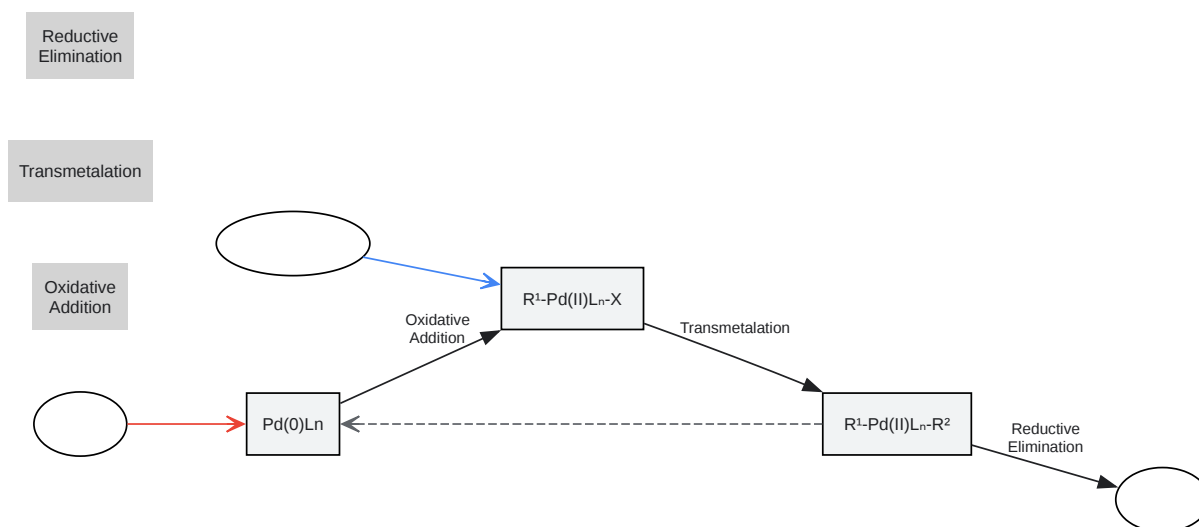 Reductive
Elimination
Transmetalation
Oxidative
Addition
R¹-Pd(II)Lₙ-X
Oxidative
Addition
Transmetalation
Pd(0)Ln
R¹-Pd(II)Lₙ-R²
Reductive
Elimination